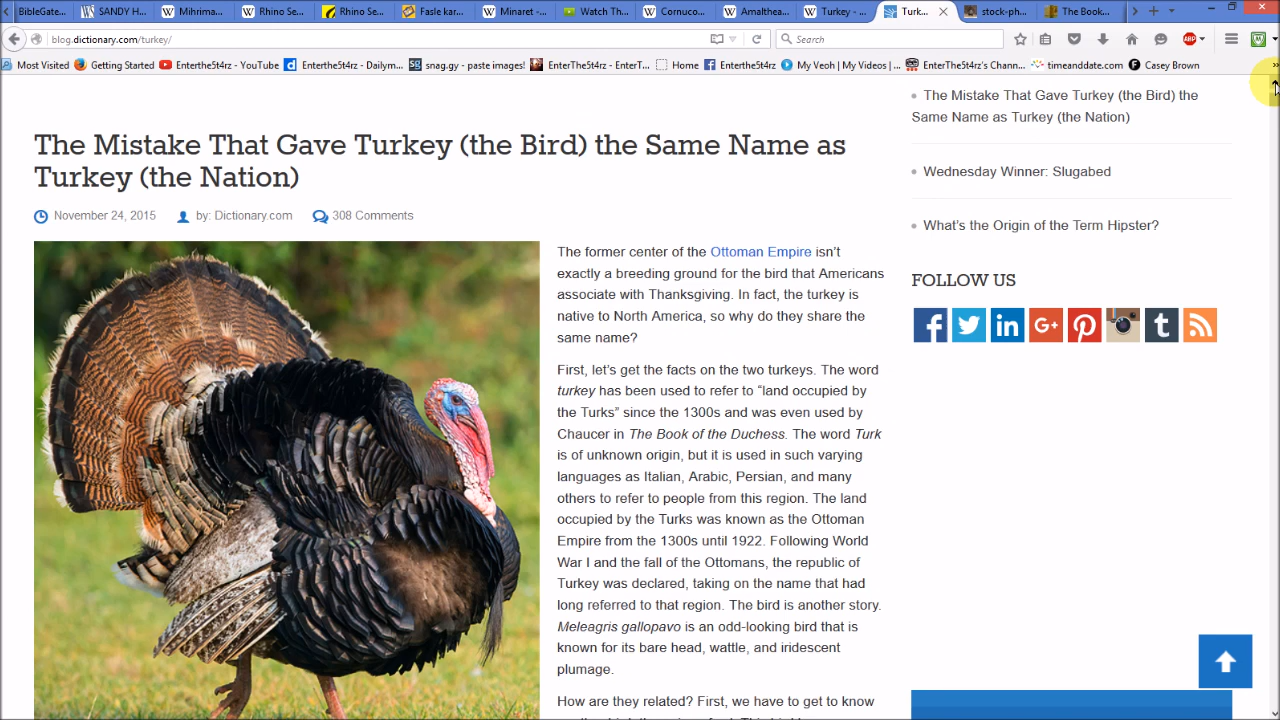 BibleGate...
SANDY H...
Mihrima...
Rhino Se...
Rhino Se...
Fasle kar...
Minaret -...
Watch Th...
Cornuco...
Amalthea...
Turkey - ...
Turk...
stock-ph...
The Book...
blog.dictionary.com/turkey/
Search
ABP
Most Visited
Getting Started
Enterthe5t4rz - YouTube
Enterthe5t4rz - Dailym...
snag.gy - paste images!
Enterthe5t4rz - EnterT...
Home
Enterthe5t4rz
My Veoh | My Videos | ...
EnterThe5t4rz's Chann...
timeanddate.com
Casey Brown
The Mistake That Gave Turkey (the Bird) the Same Name as
Turkey (the Nation)
November 24, 2015 by: Dictionary.com 308 Comments
The former center of the Ottoman Empire isn’t
exactly a breeding ground for the bird that Americans
associate with Thanksgiving. In fact, the turkey is
native to North America, so why do they share the
same name?
First, let’s get the facts on the two turkeys. The word
turkey has been used to refer to “land occupied by
the Turks” since the 1300s and was even used by
Chaucer in The Book of the Duchess. The word Turk
is of unknown origin, but it is used in such varying
languages as Italian, Arabic, Persian, and many
others to refer to people from this region. The land
occupied by the Turks was known as the Ottoman
Empire from the 1300s until 1922. Following World
War I and the fall of the Ottomans, the republic of
Turkey was declared, taking on the name that had
long referred to that region. The bird is another story.
Meleagris gallopavo is an odd-looking bird that is
known for its bare head, wattle, and iridescent
plumage.
How are they related? First, we have to get to know
The Mistake That Gave Turkey (the Bird) the
Same Name as Turkey (the Nation)
Wednesday Winner: Slugabed
What’s the Origin of the Term Hipster?
FOLLOW US